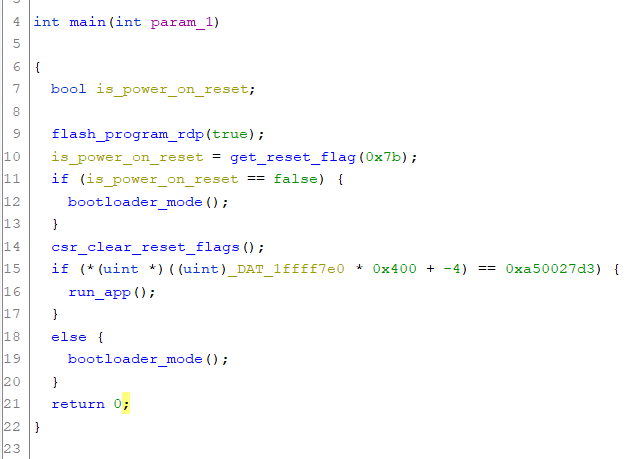 4 int main(int param_1)
5
6 {
7 bool is_power_on_reset;
8
9 flash_program_rdp(true);
10 is_power_on_reset = get_reset_flag(0x7b);
11 if (is_power_on_reset == false) {
12 bootloader_mode();
13 }
14 csr_clear_reset_flags();
15 if (*(uint *)((uint)_DAT_1ffff7e0 * 0x400 + -4) == 0xa50027d3) {
16 run_app();
17 }
18 else {
19 bootloader_mode();
20 }
21 return 0;
22 }
23